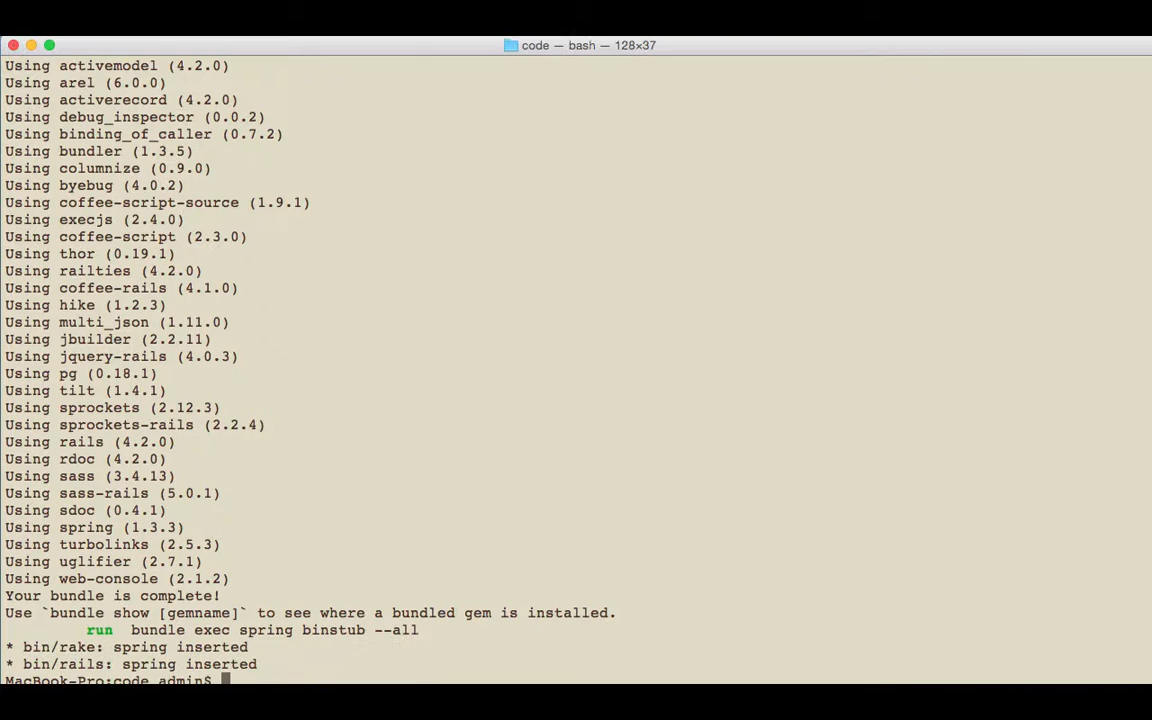 code — bash — 128×37
Using activemodel (4.2.0)
Using arel (6.0.0)
Using activerecord (4.2.0)
Using debug_inspector (0.0.2)
Using binding_of_caller (0.7.2)
Using bundler (1.3.5)
Using columnize (0.9.0)
Using byebug (4.0.2)
Using coffee-script-source (1.9.1)
Using execjs (2.4.0)
Using coffee-script (2.3.0)
Using thor (0.19.1)
Using railties (4.2.0)
Using coffee-rails (4.1.0)
Using hike (1.2.3)
Using multi_json (1.11.0)
Using jbuilder (2.2.11)
Using jquery-rails (4.0.3)
Using pg (0.18.1)
Using tilt (1.4.1)
Using sprockets (2.12.3)
Using sprockets-rails (2.2.4)
Using rails (4.2.0)
Using rdoc (4.2.0)
Using sass (3.4.13)
Using sass-rails (5.0.1)
Using sdoc (0.4.1)
Using spring (1.3.3)
Using turbolinks (2.5.3)
Using uglifier (2.7.1)
Using web-console (2.1.2)
Your bundle is complete!
Use `bundle show [gemname]` to see where a bundled gem is installed.
run  bundle exec spring binstub --all
* bin/rake: spring inserted
* bin/rails: spring inserted
MacBook-Pro:code admin$